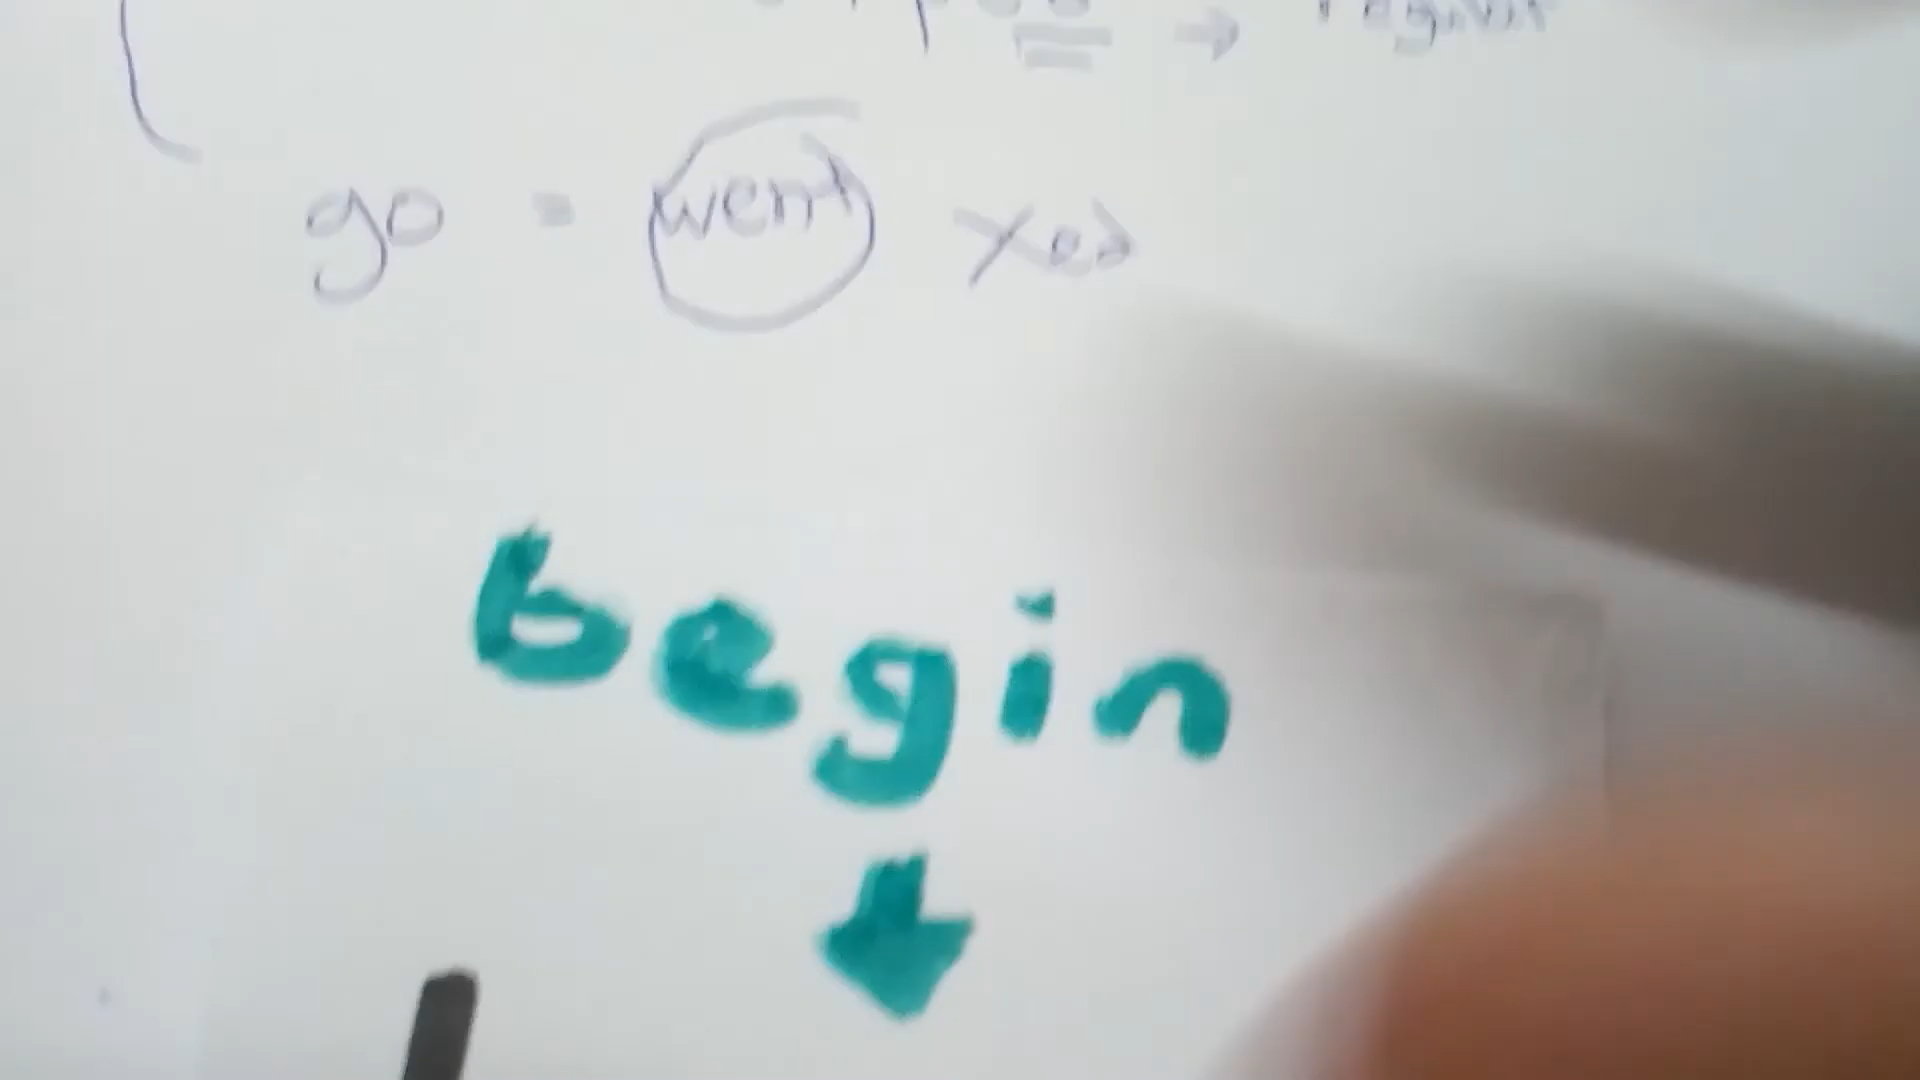 go = went xed
begin